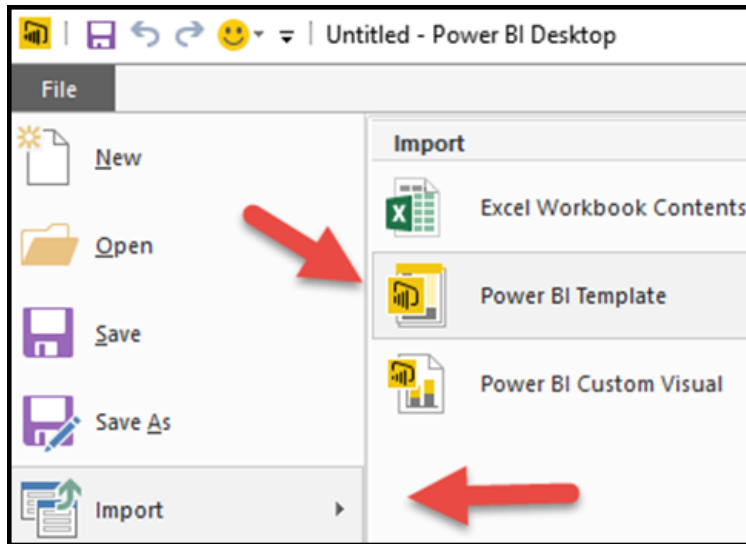 Untitled - Power BI Desktop
File
New
Open
Save
Save As
Import
Import
Excel Workbook Contents
Power BI Template
Power BI Custom Visual